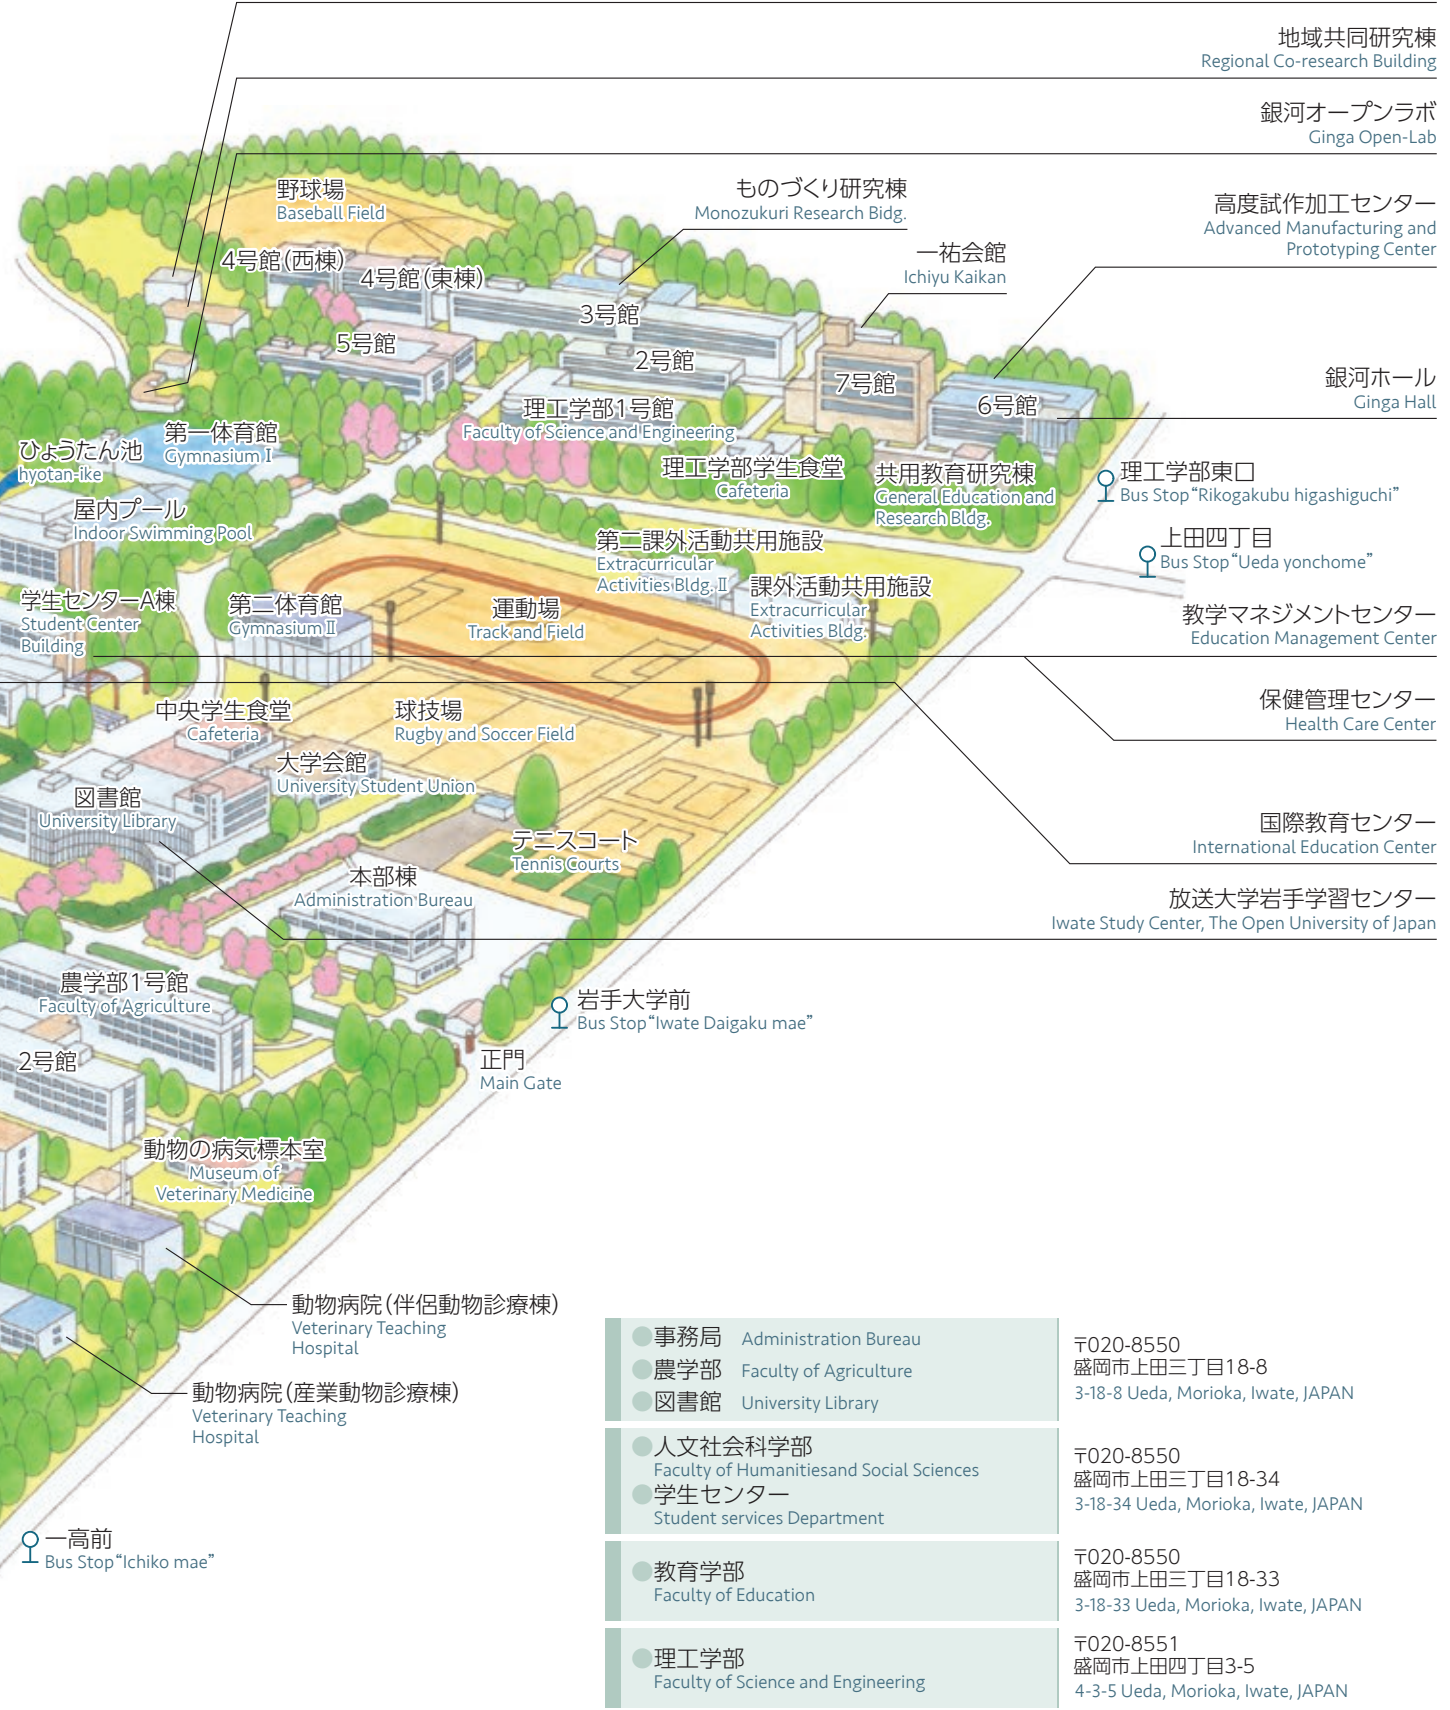 地域共同研究棟
Regional Co-research Building
銀河オープンラボ
Ginga Open-Lab
野球場
Baseball Field
ものづくり研究棟
Monozukuri Research Bidg.
高度試作加工センター
Advanced Manufacturing and
Prototyping Center
一祐会館
Ichiyu Kaikan
4号館(西棟)
4号館(東棟)
3号館
5号館
2号館
7号館
6号館
銀河ホール
Ginga Hall
理工学部1号館
Faculty of Science and Engineering
第一体育館
Gymnasium Ⅰ
ひょうたん池
hyotan-ike
理工学部学生食堂
Cafeteria
共用教育研究棟
General Education and
Research Bldg.
理工学部東口
Bus Stop“Rikogakubu higashiguchi”
屋内プール
Indoor Swimming Pool
第二課外活動共用施設
Extracurricular
Activities Bldg. Ⅱ
上田四丁目
Bus Stop“Ueda yonchome”
課外活動共用施設
Extracurricular
Activities Bldg.
学生センターA棟
Student Center
Building
第二体育館
Gymnasium Ⅱ
運動場
Track and Field
教学マネジメントセンター
Education Management Center
保健管理センター
Health Care Center
中央学生食堂
Cafeteria
球技場
Rugby and Soccer Field
大学会館
University Student Union
図書館
University Library
国際教育センター
International Education Center
テニスコート
Tennis Courts
本部棟
Administration Bureau
放送大学岩手学習センター
Iwate Study Center, The Open University of Japan
農学部1号館
Faculty of Agriculture
岩手大学前
Bus Stop“Iwate Daigaku mae”
2号館
正門
Main Gate
動物の病気標本室
Museum of
Veterinary Medicine
動物病院(伴侶動物診療棟)
Veterinary Teaching
Hospital
動物病院(産業動物診療棟)
Veterinary Teaching
Hospital
一高前
Bus Stop“Ichiko mae”
事務局 Administration Bureau
農学部 Faculty of Agriculture
図書館 University Library
〒020-8550
盛岡市上田三丁目18-8
3-18-8 Ueda, Morioka, Iwate, JAPAN
人文社会科学部
Faculty of Humanitiesand Social Sciences
学生センター
Student services Department
〒020-8550
盛岡市上田三丁目18-34
3-18-34 Ueda, Morioka, Iwate, JAPAN
教育学部
Faculty of Education
〒020-8550
盛岡市上田三丁目18-33
3-18-33 Ueda, Morioka, Iwate, JAPAN
理工学部
Faculty of Science and Engineering
〒020-8551
盛岡市上田四丁目3-5
4-3-5 Ueda, Morioka, Iwate, JAPAN